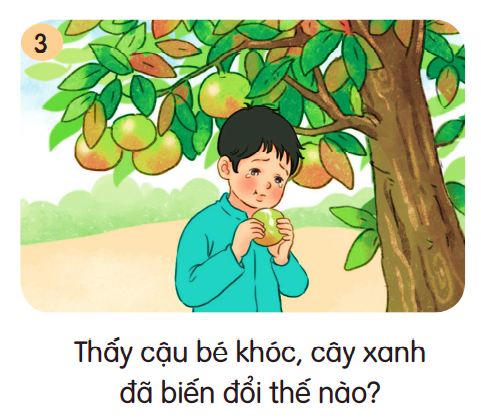 3
Thấy cậu bé khóc, cây xanh
đã biến đổi thế nào?